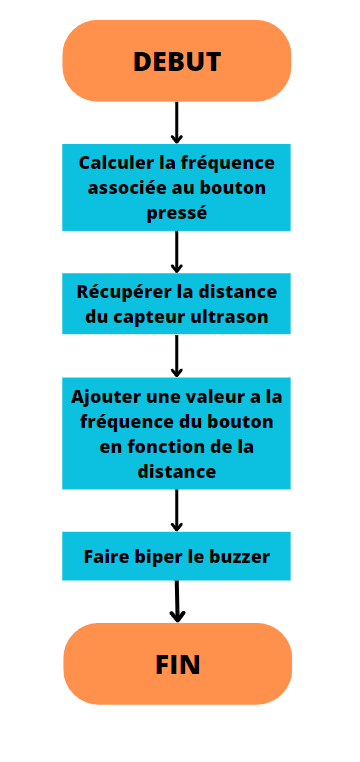 DEBUT
Calculer la fréquence
associée au bouton
pressé
Récupérer la distance
du capteur ultrason
Ajouter une valeur a la
fréquence du bouton
en fonction de la
distance
Faire biper le buzzer
FIN